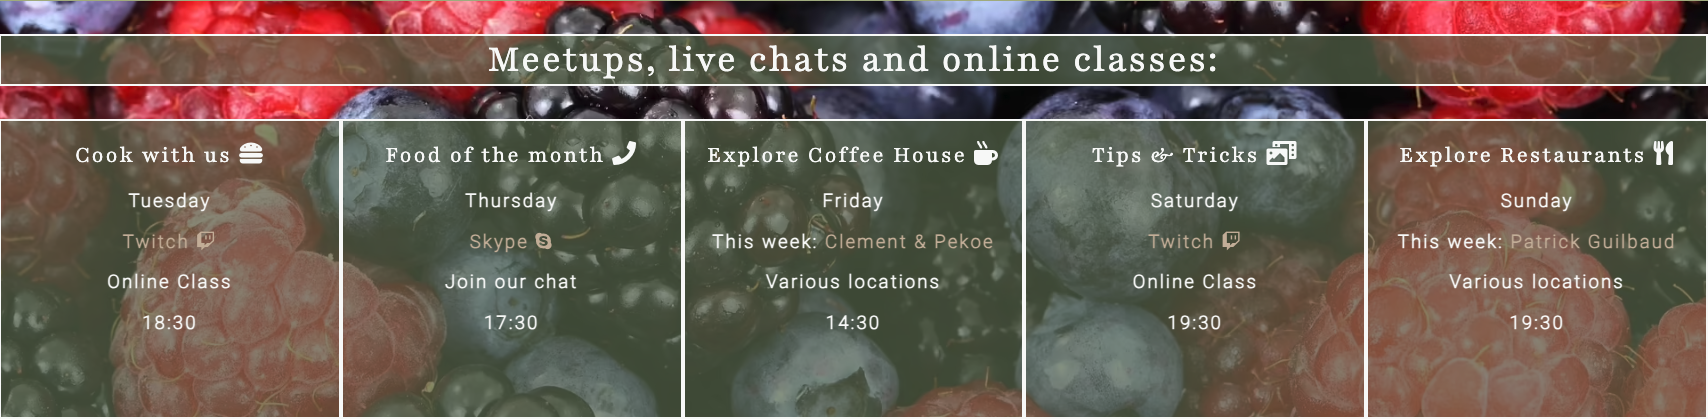 Meetups, live chats and online classes:
Cook with us
Tuesday
Twitch
Online Class
18:30
Food of the month
Thursday
Skype
Join our chat
17:30
Explore Coffee House
Friday
This week: Clement & Pekoe
Various locations
14:30
Tips & Tricks
Saturday
Twitch
Online Class
19:30
Explore Restaurants
Sunday
This week: Patrick Guilbaud
Various locations
19:30